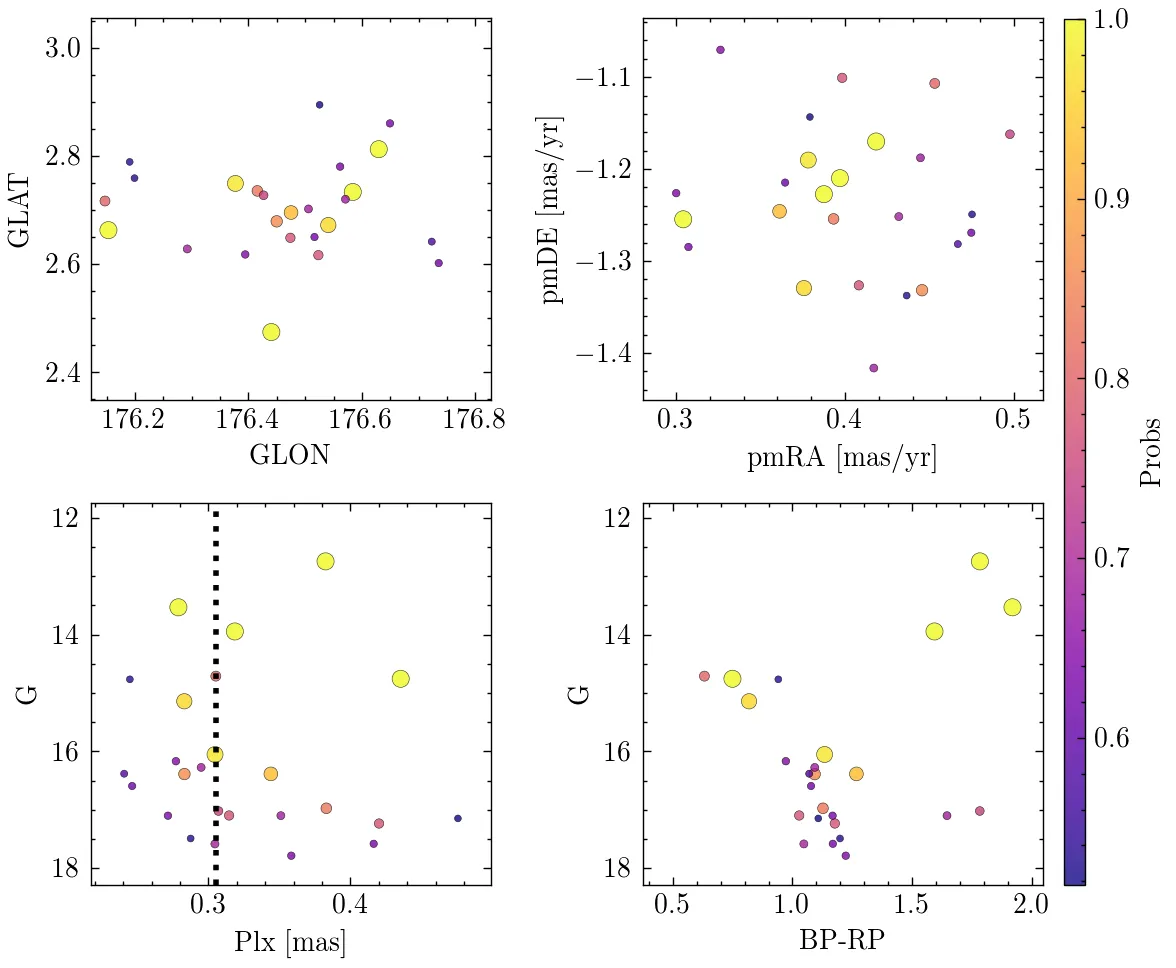 3.0
2.8
2.6
2.4
GLAT
176.2 176.4 176.6 176.8
GLON
−1.1
−1.2
−1.3
−1.4
pmDE [mas/yr]
0.3 0.4 0.5
pmRA [mas/yr]
1.0
0.9
0.8
0.7
0.6
Probs
12
14
16
18
G
0.3 0.4
Plx [mas]
12
14
16
18
G
0.5 1.0 1.5 2.0
BP-RP